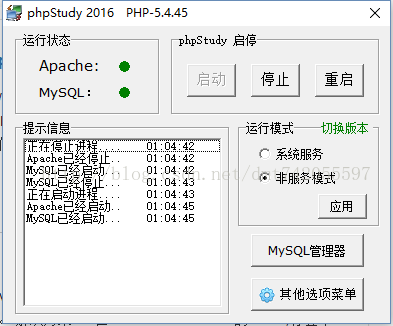 phpStudy 2016 PHP-5.4.45
运行状态
Apache:
MySQL:
phpStudy 启停
启动 停止 重启
提示信息
正在停止进程... 01:04:42
Apache已经停止.. 01:04:42
MySQL已经启动.. 01:04:42
MySQL已经停止.. 01:04:43
正在启动进程... 01:04:43
Apache已经启动.. 01:04:45
MySQL已经启动.. 01:04:45
运行模式 切换版本
系统服务
非服务模式
应用
MySQL管理器
其他选项菜单